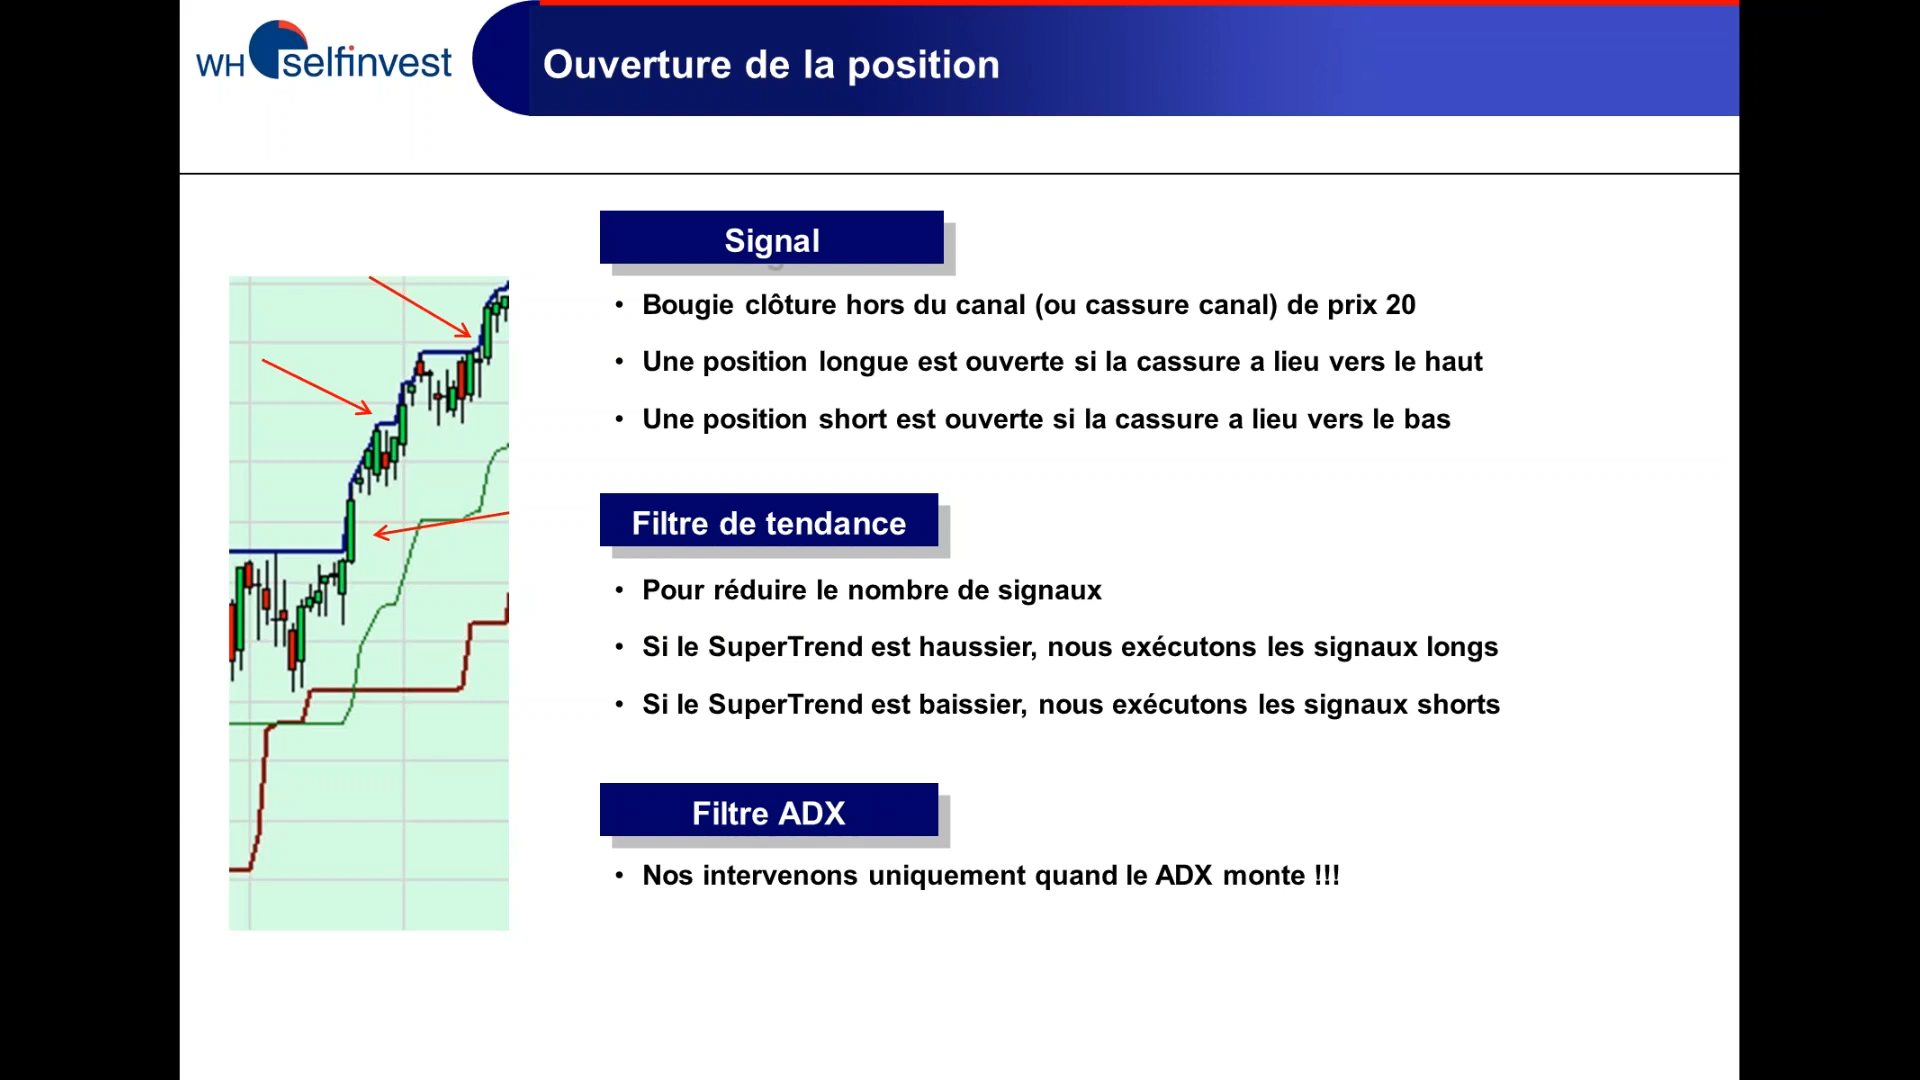 WH selfinvest
Ouverture de la position
Signal
• Bougie clôture hors du canal (ou cassure canal) de prix 20
• Une position longue est ouverte si la cassure a lieu vers le haut
• Une position short est ouverte si la cassure a lieu vers le bas
Filtre de tendance
• Pour réduire le nombre de signaux
• Si le SuperTrend est haussier, nous exécutons les signaux longs
• Si le SuperTrend est baissier, nous exécutons les signaux shorts
Filtre ADX
• Nos intervenons uniquement quand le ADX monte !!!